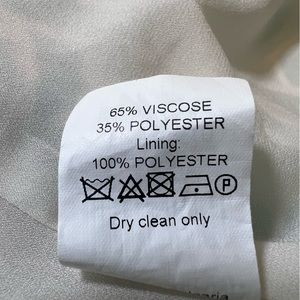 65% VISCOSE
35% POLYESTER
Lining:
100% POLYESTER
P
Dry clean only